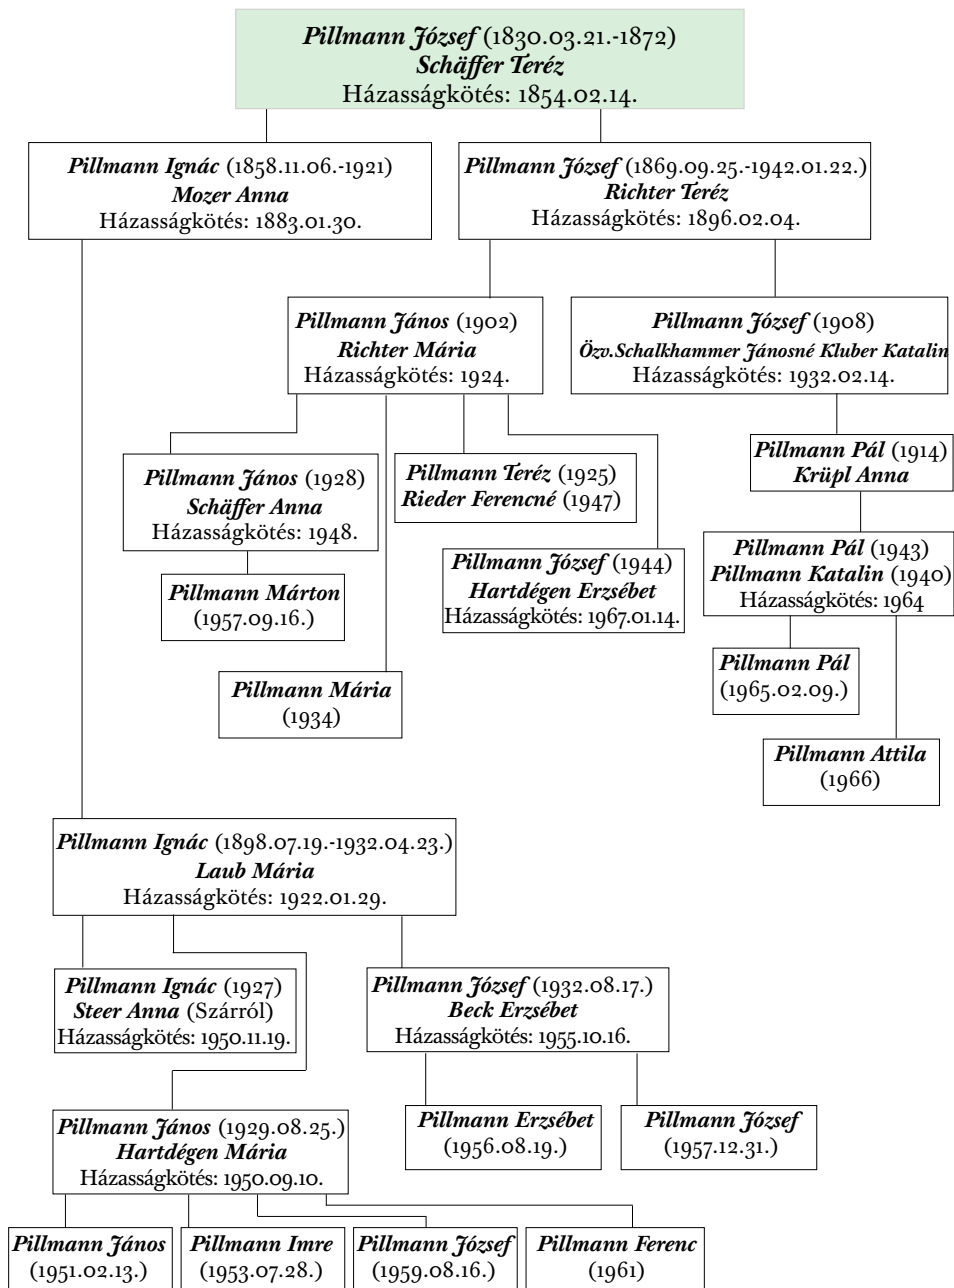 Pillmann József (1830.03.21.-1872)
Schäffer Teréz
Házasságkötés: 1854.02.14.
Pillmann Ignác (1858.11.06.-1921)
Mozer Anna
Házasságkötés: 1883.01.30.
Pillmann József (1869.09.25.-1942.01.22.)
Richter Teréz
Házasságkötés: 1896.02.04.
Pillmann János (1902)
Richter Mária
Házasságkötés: 1924.
Pillmann József (1908)
Özv.Schalkhammer Jánosné Kluber Katalin
Házasságkötés: 1932.02.14.
Pillmann János (1928)
Schäffer Anna
Házasságkötés: 1948.
Pillmann Teréz (1925)
Rieder Ferencné (1947)
Pillmann Pál (1914)
Krüpl Anna
Pillmann Márton
(1957.09.16.)
Pillmann József (1944)
Hartdégen Erzsébet
Házasságkötés: 1967.01.14.
Pillmann Pál (1943)
Pillmann Katalin (1940)
Házasságkötés: 1964
Pillmann Mária
(1934)
Pillmann Pál
(1965.02.09.)
Pillmann Attila
(1966)
Pillmann Ignác (1898.07.19.-1932.04.23.)
Laub Mária
Házasságkötés: 1922.01.29.
Pillmann Ignác (1927)
Steer Anna (Szárról)
Házasságkötés: 1950.11.19.
Pillmann József (1932.08.17.)
Beck Erzsébet
Házasságkötés: 1955.10.16.
Pillmann János (1929.08.25.)
Hartdégen Mária
Házasságkötés: 1950.09.10.
Pillmann Erzsébet
(1956.08.19.)
Pillmann József
(1957.12.31.)
Pillmann János
(1951.02.13.)
Pillmann Imre
(1953.07.28.)
Pillmann József
(1959.08.16.)
Pillmann Ferenc
(1961)